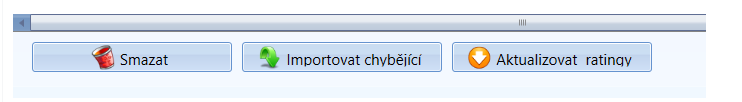 Smazat
Importovat chybějící
Aktualizovat ratingy